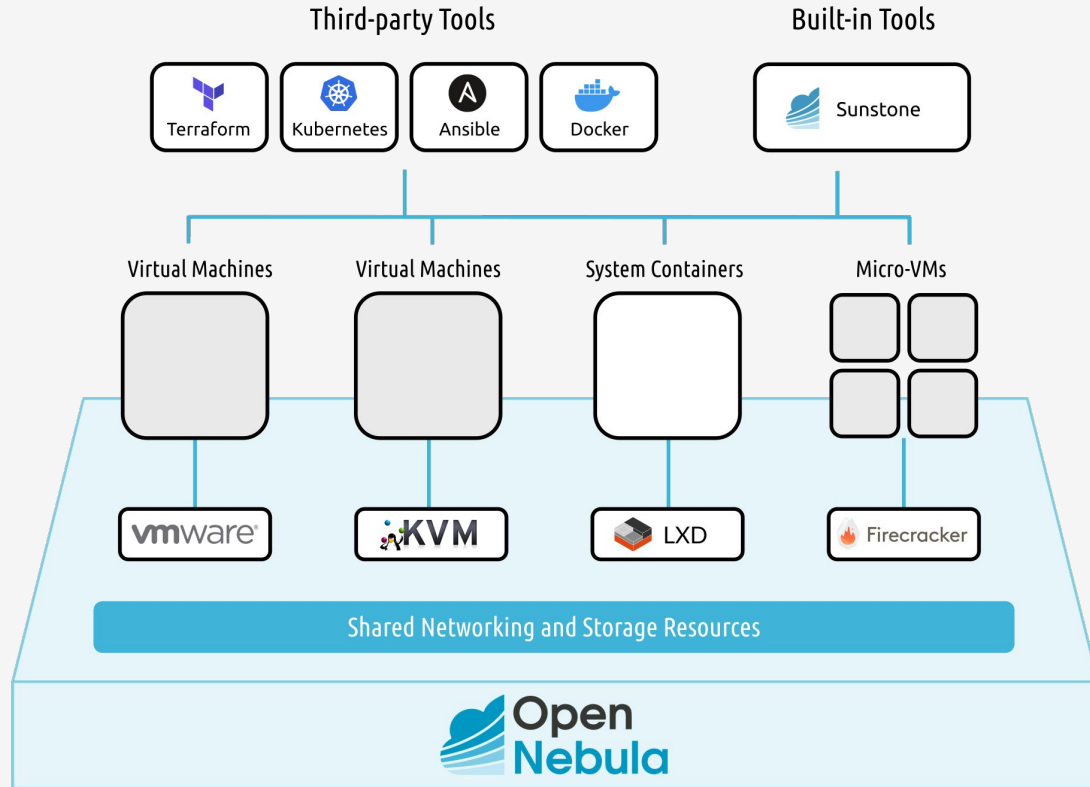 Third-party Tools
Built-in Tools
Terraform
Kubernetes
Ansible
Docker
Sunstone
Virtual Machines
Virtual Machines
System Containers
Micro-VMs
vmware®
KVM
LXD
Firecracker
Shared Networking and Storage Resources
Open
Nebula